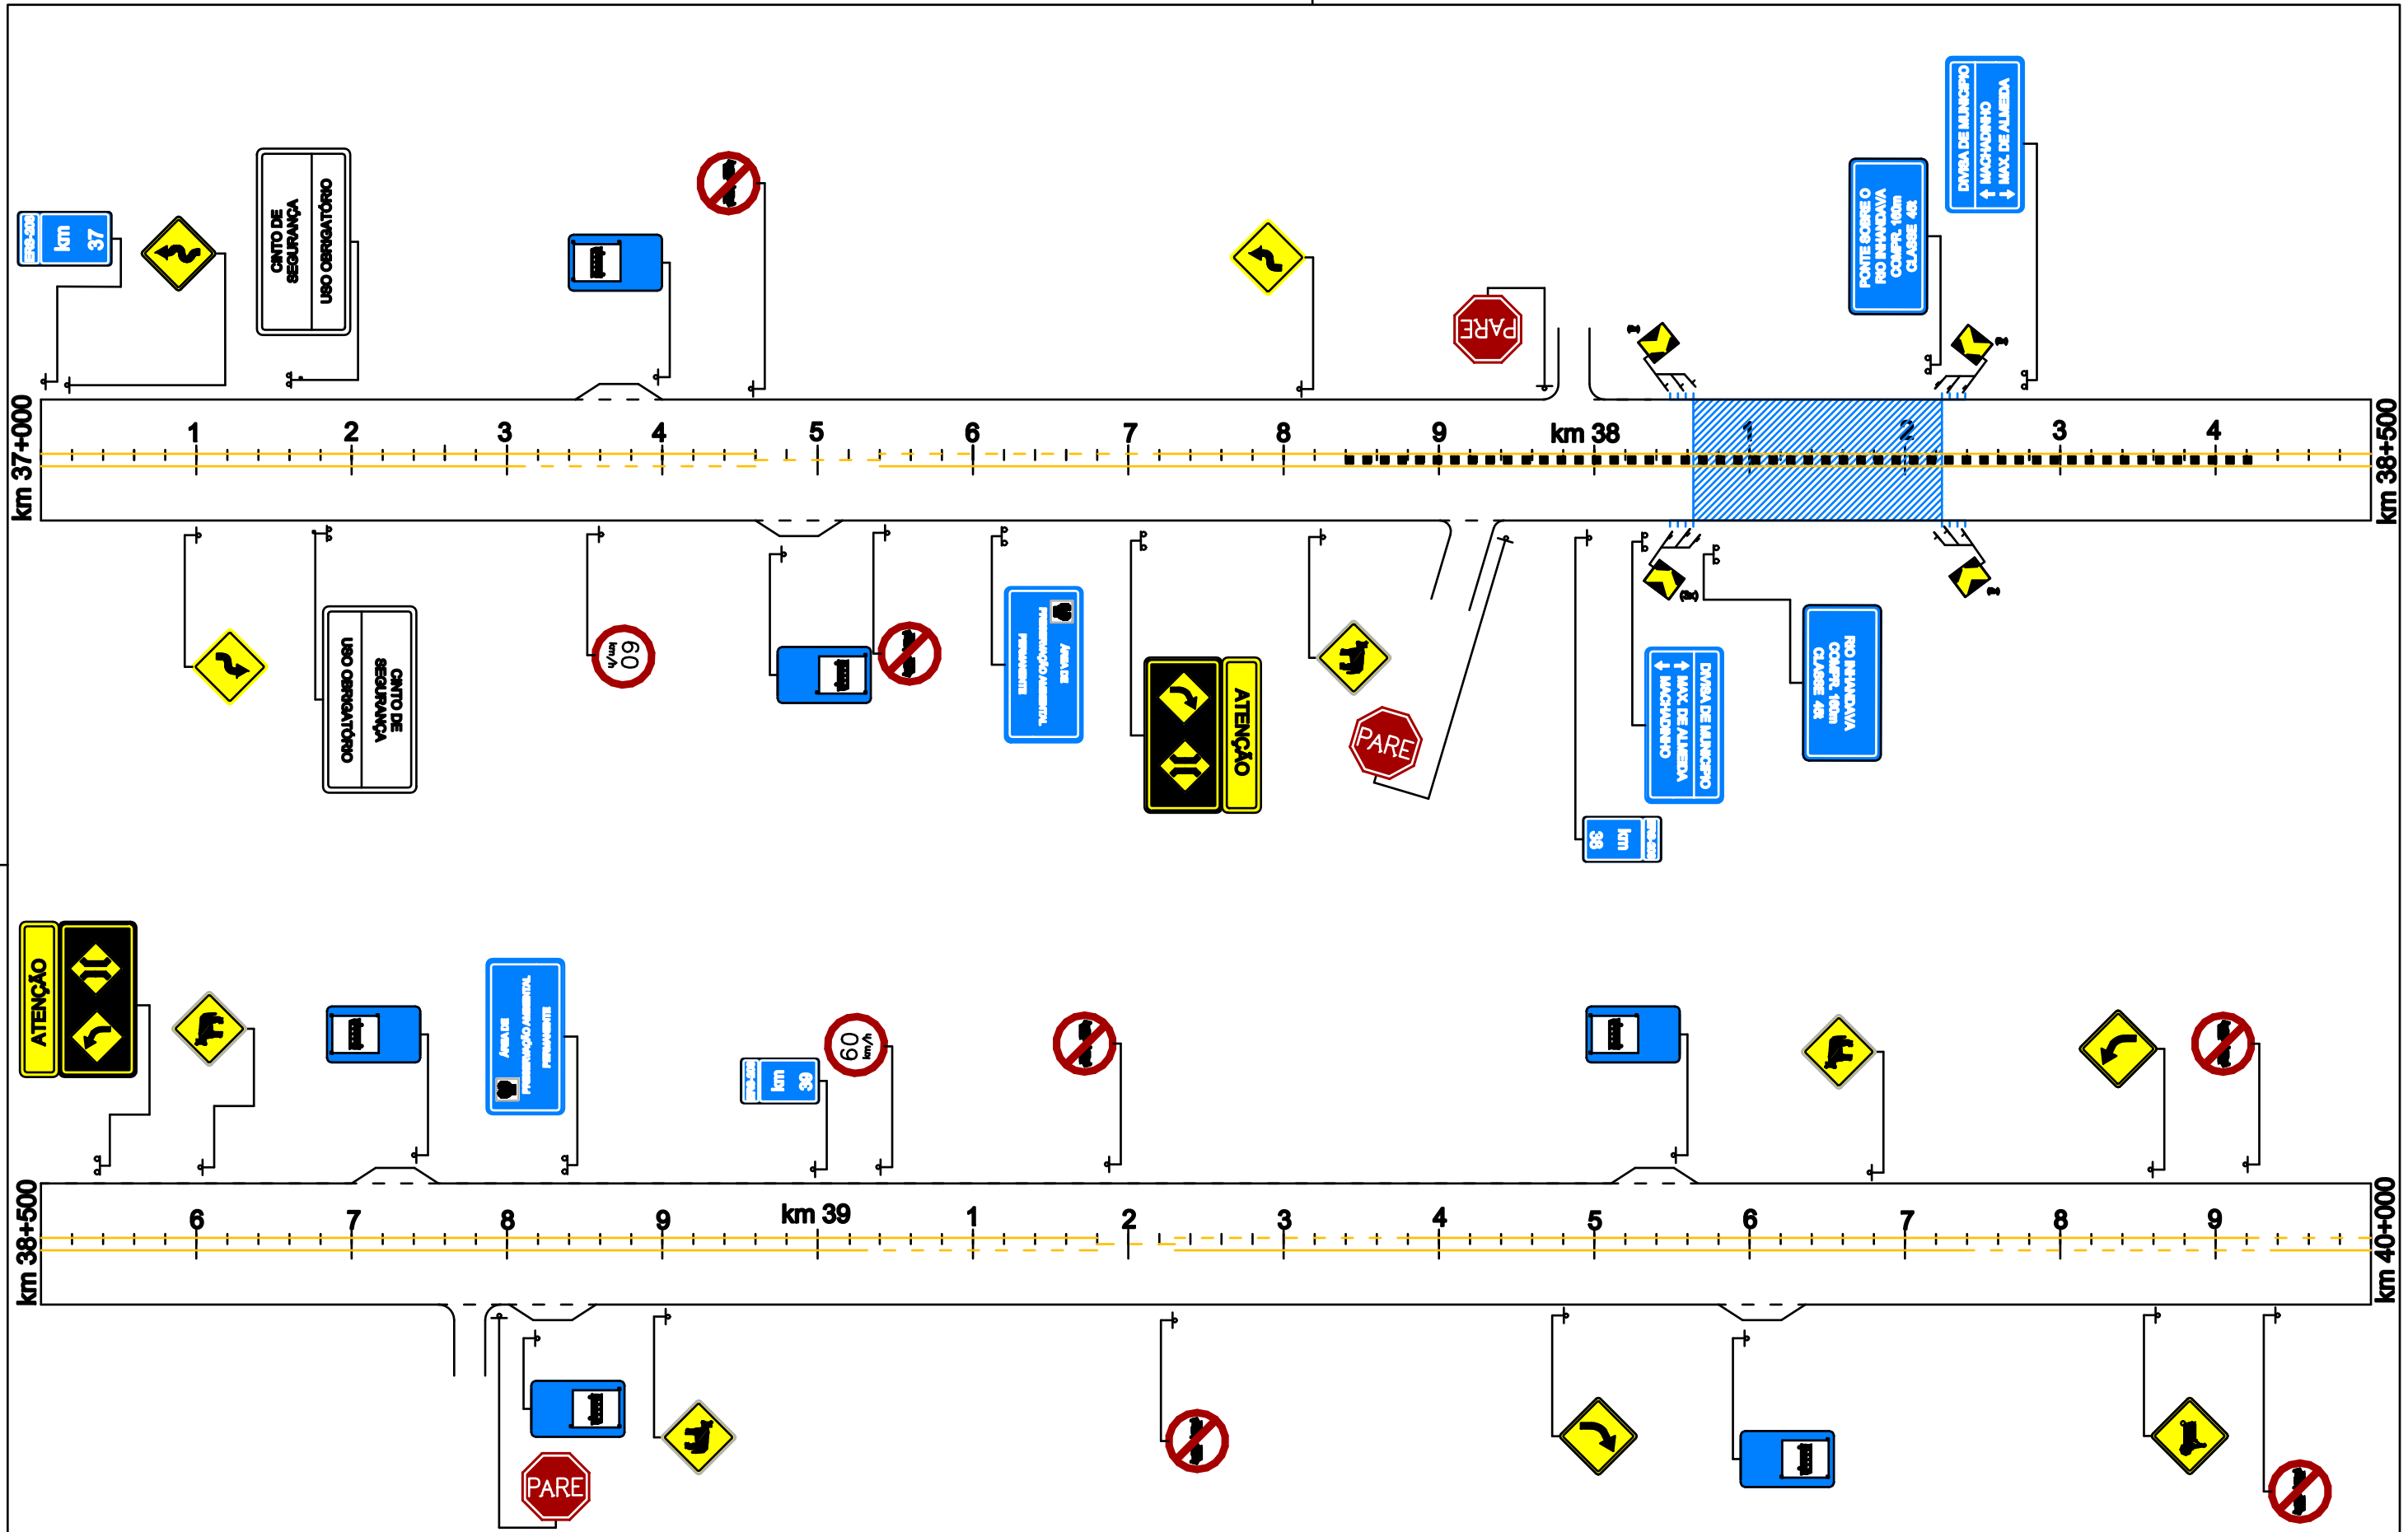 DIVISA DE MUNICÍPIO
MACHADINHO
MAX. DE ALMEIDA
PONTE SOBRE O
RIO INHANDAVA
COMPR. 160m
CLASSE 45t
CINTO DE
SEGURANÇA
USO OBRIGATÓRIO
km
37
PARE
km 37+000
1
2
3
4
5
6
7
8
9
km 38
1
2
3
4
km 38+500
60
km/h
CINTO DE
SEGURANÇA
USO OBRIGATÓRIO
ÁREA DE
PRESERVAÇÃO AMBIENTAL
PERMANENTE
ATENÇÃO
PARE
DIVISA DE MUNICÍPIO
MAX. DE ALMEIDA
MACHADINHO
RIO INHANDAVA
COMPR. 160m
CLASSE 45t
km
38
ATENÇÃO
ÁREA DE
PRESERVAÇÃO AMBIENTAL
PERMANENTE
km
39
60
km/h
km 38+500
6
7
8
9
km 39
1
2
3
4
5
6
7
8
9
km 40+000
PARE